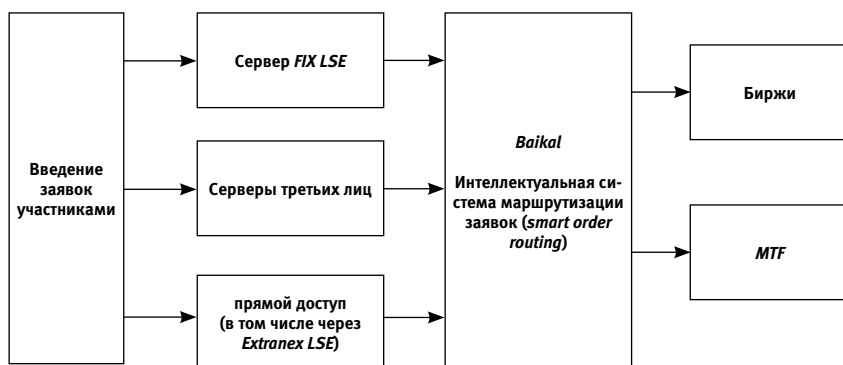 Введение
заявок
участниками
Сервер FIX LSE
Серверы третьих лиц
прямой доступ
(в том числе через
Extranex LSE)
Baikal
Интеллектуальная си-
стема маршрутизации
заявок (smart order
routing)
Биржи
MTF